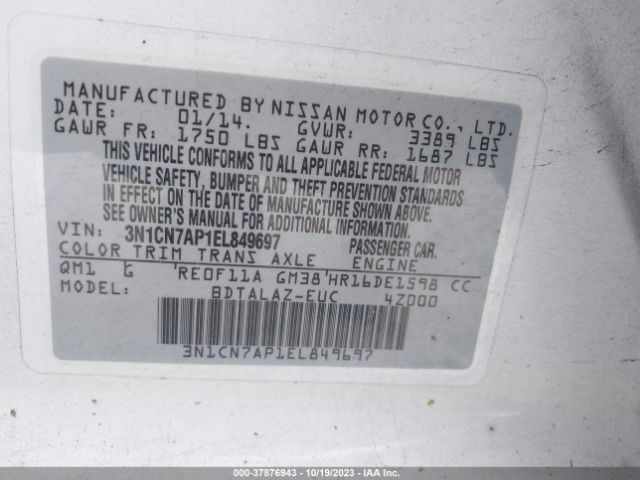 MANUFACTURED BY NISSAN MOTOR CO., LTD.
DATE: 01/14. GVWR: 3389 LBS
GAWR FR: 1750 LBS GAWR RR: 1687 LBS
THIS VEHICLE CONFORMS TO ALL APPLICABLE FEDERAL MOTOR
VEHICLE SAFETY, BUMPER AND THEFT PREVENTION STANDARDS
IN EFFECT ON THE DATE OF MANUFACTURE SHOWN ABOVE.
SEE OWNER'S MANUAL FOR ADDITIONAL INFORMATION.
VIN: 3N1CN7AP1EL849697 PASSENGER CAR.
COLOR TRIM TRANS AXLE ENGINE
QM1 G RE0F11A GM38 HR16DE1598 CC
MODEL: BDTALAZ-EUC 4Z000
3N1CN7AP1EL849697
000-37876943 - 10/19/2023 - IAA Inc.